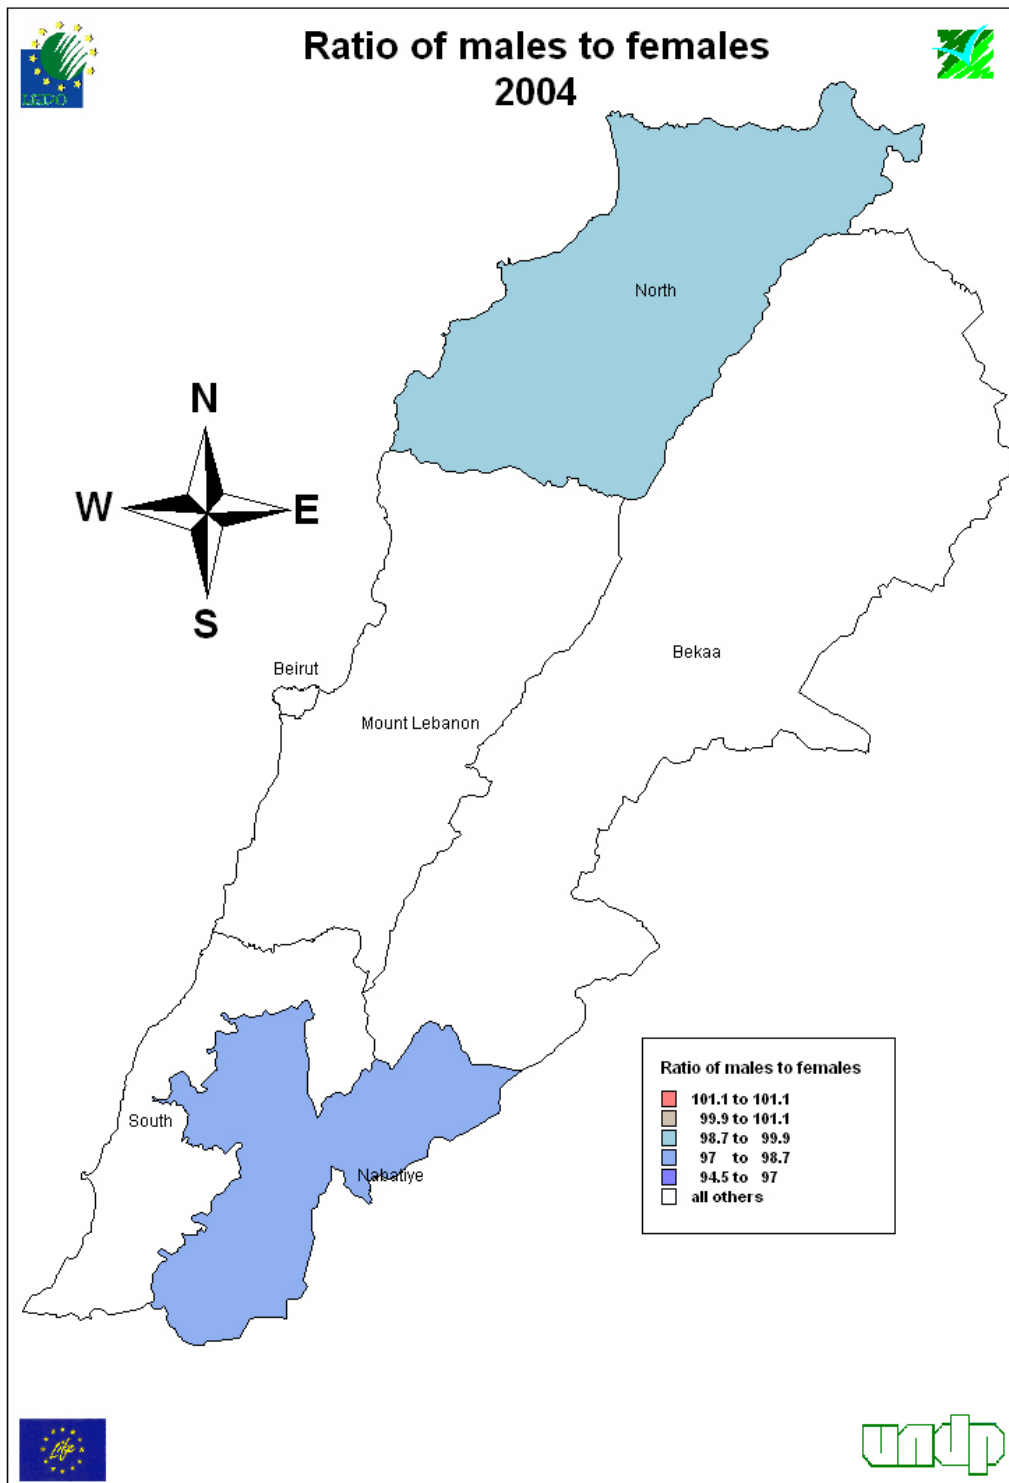 Ratio of males to females
2004
LEDO
North
N
W
E
S
Bekaa
Beirut
Mount Lebanon
South
Nabatiye
Ratio of males to females
101.1 to 101.1
99.9 to 101.1
98.7 to 99.9
97 to 98.7
94.5 to 97
all others
Life
undp